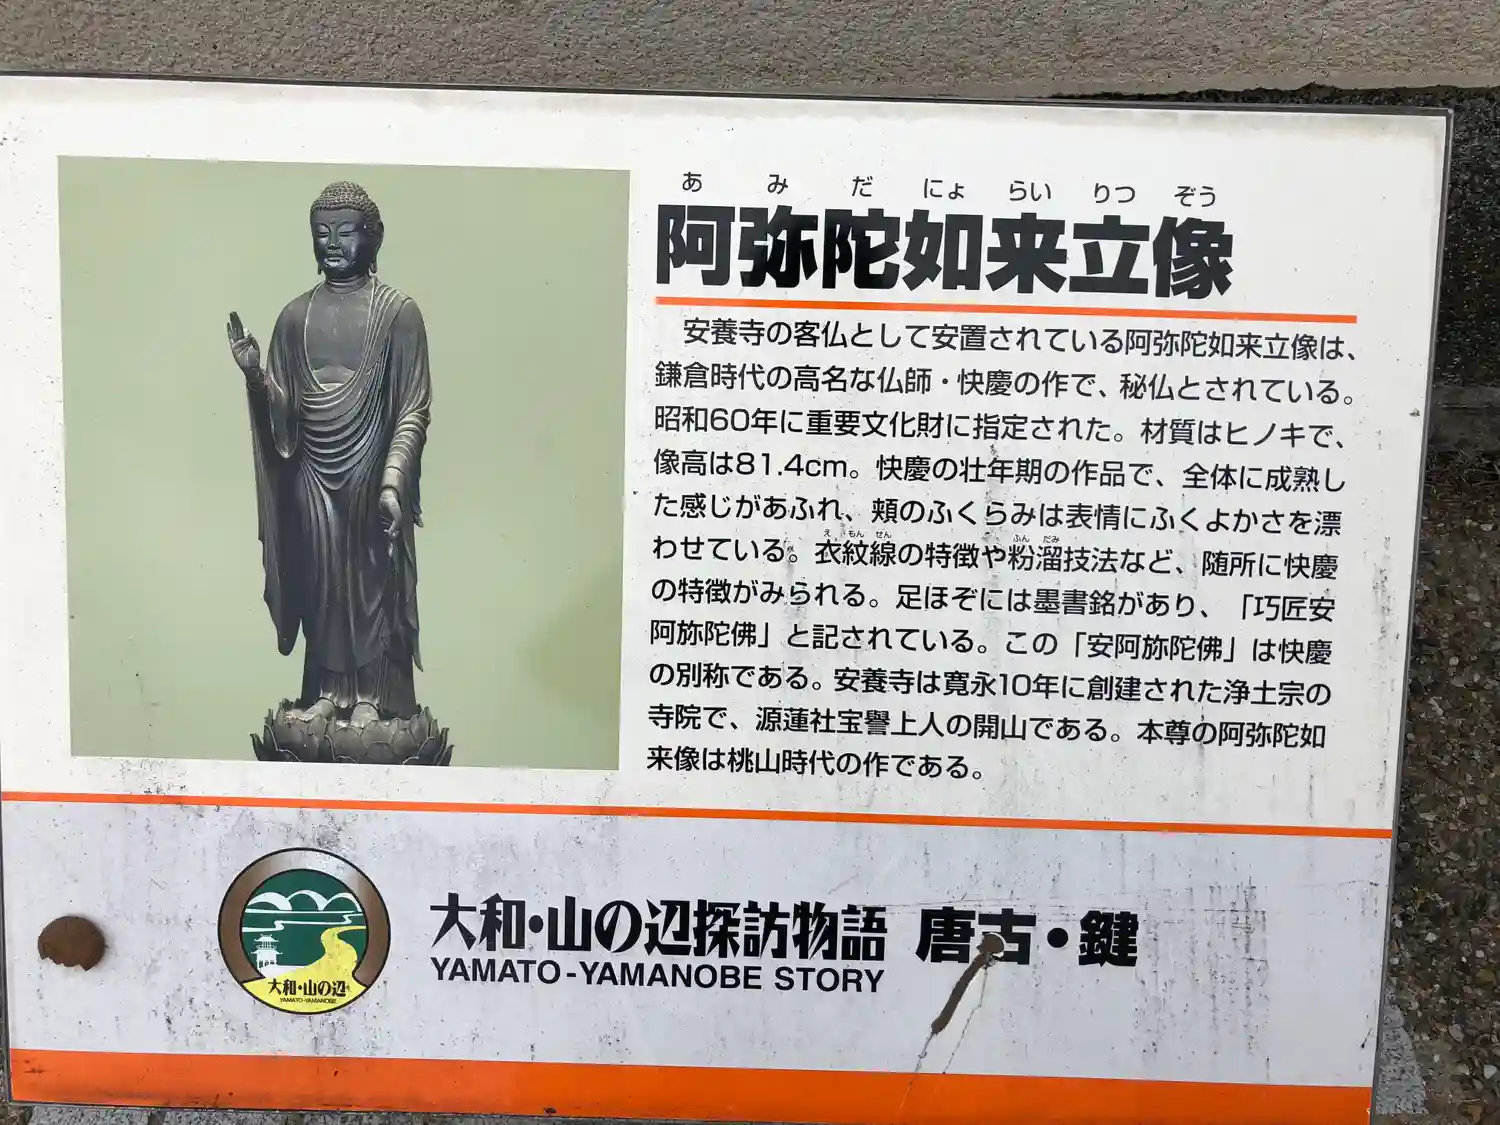 あ み だ にょ らい りつ ぞう
阿弥陀如来立像
安養寺の客仏として安置されている阿弥陀如来立像は、
鎌倉時代の高名な仏師・快慶の作で、秘仏とされている。
昭和60年に重要文化財に指定された。材質はヒノキで、
像高は81.4cm。快慶の壮年期の作品で、全体に成熟し
た感じがあふれ、頬のふくらみは表情にふくよかさを漂
え もん せん ふん だみ
わせている。衣紋線の特徴や粉溜技法など、随所に快慶
の特徴がみられる。足ほぞには墨書銘があり、「巧匠安
阿弥陀佛」と記されている。この「安阿弥陀佛」は快慶
の別称である。安養寺は寛永10年に創建された浄土宗の
寺院で、源蓮社宝譽上人の開山である。本尊の阿弥陀如
来像は桃山時代の作である。
大和・山の辺探訪物語 唐古・鍵
YAMATO-YAMANOBE STORY
大和・山の辺
YAMATO-YAMANOBE